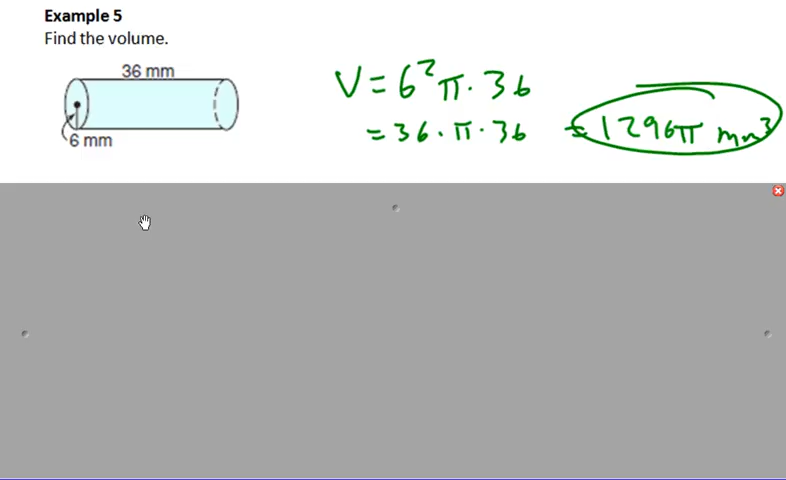 Example 5
Find the volume.
36 mm
6 mm
V = 6²π · 36
= 36 · π · 36 = 1296π mm³